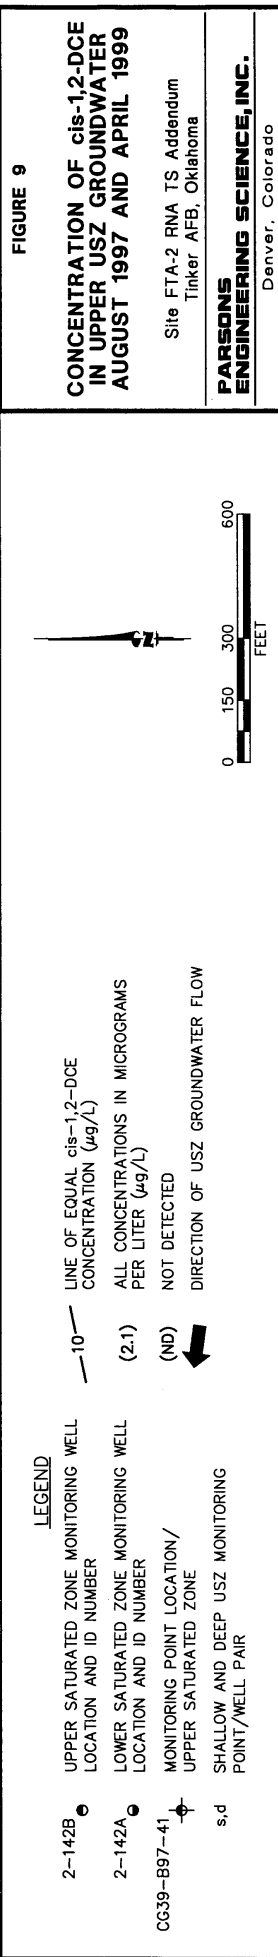 LEGEND
2-142B
UPPER SATURATED ZONE MONITORING WELL
LOCATION AND ID NUMBER
2-142A
LOWER SATURATED ZONE MONITORING WELL
LOCATION AND ID NUMBER
CG39-B97-41
MONITORING POINT LOCATION/
UPPER SATURATED ZONE
s,d
SHALLOW AND DEEP USZ MONITORING
POINT/WELL PAIR
10
LINE OF EQUAL cis-1,2-DCE
CONCENTRATION (µg/L)
(2.1)
ALL CONCENTRATIONS IN MICROGRAMS
PER LITER (µg/L)
(ND)
NOT DETECTED
DIRECTION OF USZ GROUNDWATER FLOW
N
0 150 300 600
FEET
FIGURE 9
CONCENTRATION OF cis-1,2-DCE
IN UPPER USZ GROUNDWATER
AUGUST 1997 AND APRIL 1999
Site FTA-2 RNA TS Addendum
Tinker AFB, Oklahoma
PARSONS
ENGINEERING SCIENCE, INC.
Denver, Colorado